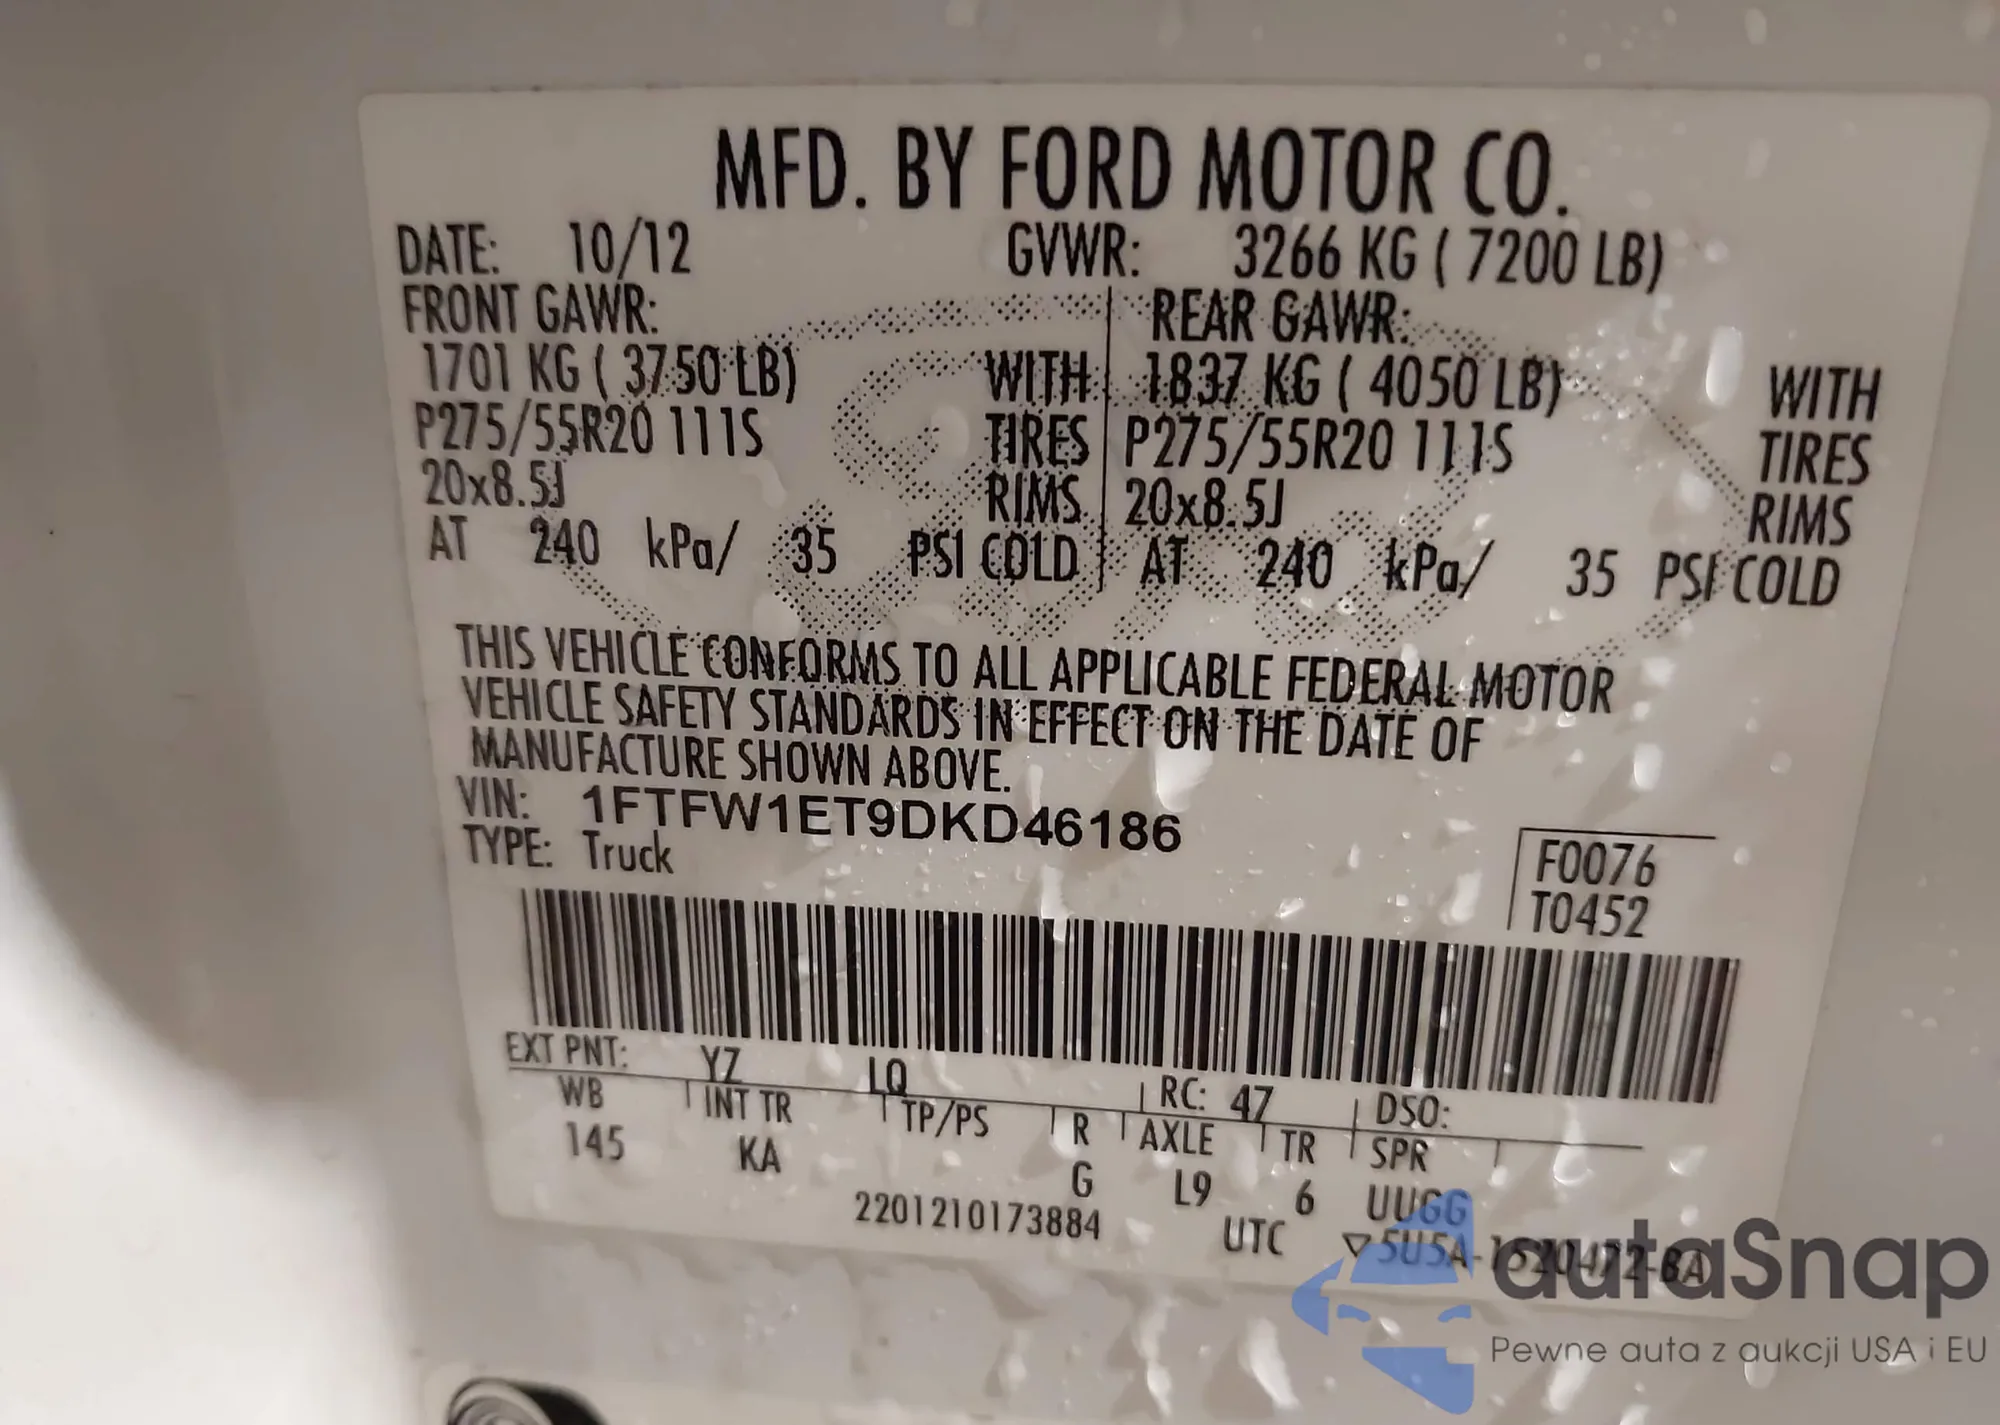 MFD. BY FORD MOTOR CO.
DATE: 10/12 GVWR: 3266 KG ( 7200 LB)
FRONT GAWR: REAR GAWR:
1701 KG ( 3750 LB) WITH 1837 KG ( 4050 LB) WITH
P275/55R20 111S TIRES P275/55R20 111S TIRES
20x8.5J RIMS 20x8.5J RIMS
AT 240 kPa/ 35 PSI COLD AT 240 kPa/ 35 PSI COLD
THIS VEHICLE CONFORMS TO ALL APPLICABLE FEDERAL MOTOR
VEHICLE SAFETY STANDARDS IN EFFECT ON THE DATE OF
MANUFACTURE SHOWN ABOVE.
VIN: 1FTFW1ET9DKD46186
TYPE: Truck
F0076
T0452
EXT PNT: YZ LQ RC: 47 DSO:
WB INT TR TP/PS R AXLE TR SPR
145 KA G L9 6 UUGG
2201210173884 UTC ▽5U5A-1520472-BA
autaSnap
Pewne auta z aukcji USA i EU